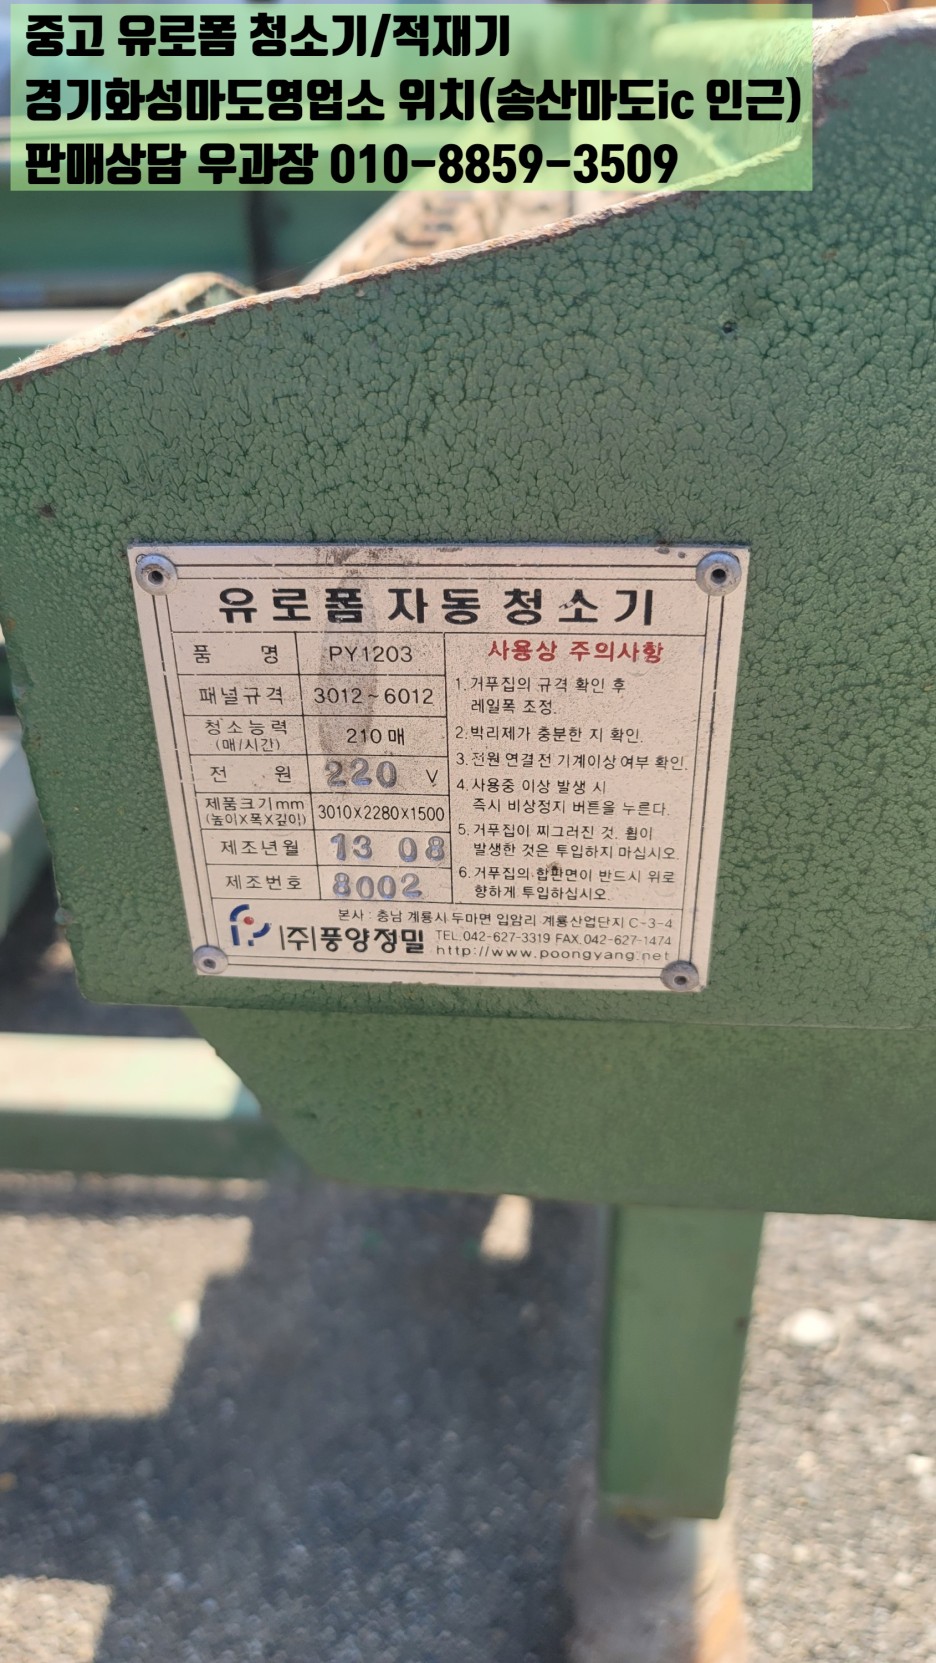 중고 유로폼 청소기/적재기
경기화성마도영업소 위치(송산마도ic 인근)
판매상담 우과장 010-8859-3509
유로폼 자동 청소기
품 명 PY1203
패널규격 3012~6012
청소능력 (매/시간) 210매
전 원 220 V
제품크기mm (높이X폭X깊이) 3010X2280X1500
제조년월 13 08
제조번호 8002
사용상 주의사항
1.거푸집의 규격 확인 후
레일폭 조정.
2.박리제가 충분한 지 확인.
3.전원 연결전 기계이상 여부 확인.
4.사용중 이상 발생 시
즉시 비상정지 버튼을 누른다.
5.거푸집이 찌그러진 것, 휨이
발생한 것은 투입하지 마십시오.
6.거푸집의 합판면이 반드시 위로
향하게 투입하십시오.
(주)풍양정밀
본사 : 충남 계룡시 두마면 입암리 계룡산업단지 C-3-4
TEL.042-627-3319 FAX.042-627-1474
http://www.poongyang.net